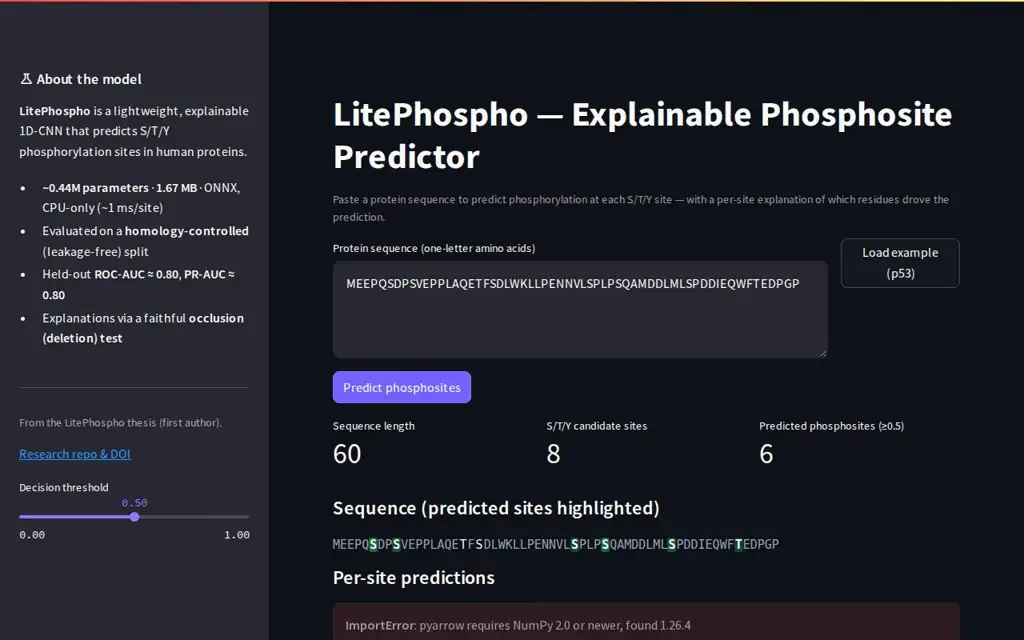 About the model
LitePhospho is a lightweight, explainable
1D-CNN that predicts S/T/Y
phosphorylation sites in human proteins.
• ~0.44M parameters · 1.67 MB · ONNX,
CPU-only (~1 ms/site)
• Evaluated on a homology-controlled
(leakage-free) split
• Held-out ROC-AUC ≈ 0.80, PR-AUC ≈
0.80
• Explanations via a faithful occlusion
(deletion) test
From the LitePhospho thesis (first author).
Research repo & DOI
Decision threshold
0.50
0.00 1.00
LitePhospho — Explainable Phosphosite
Predictor
Paste a protein sequence to predict phosphorylation at each S/T/Y site — with a per-site explanation of which residues drove the
prediction.
Protein sequence (one-letter amino acids)
Load example
(p53)
MEEPQSDPSVEPPLAQETFSDLWKLLPENNVLSPLPSQAMDDLMLSPDDIEQWFTEDPGP
Predict phosphosites
Sequence length S/T/Y candidate sites Predicted phosphosites (≥0.5)
60 8 6
Sequence (predicted sites highlighted)
MEEPQSDPSVEPPLAQETFSDLWKLLPENNVLSPLPSQAMDDLMLSPDDIEQWFTEDPGP
Per-site predictions
ImportError: pyarrow requires NumPy 2.0 or newer, found 1.26.4